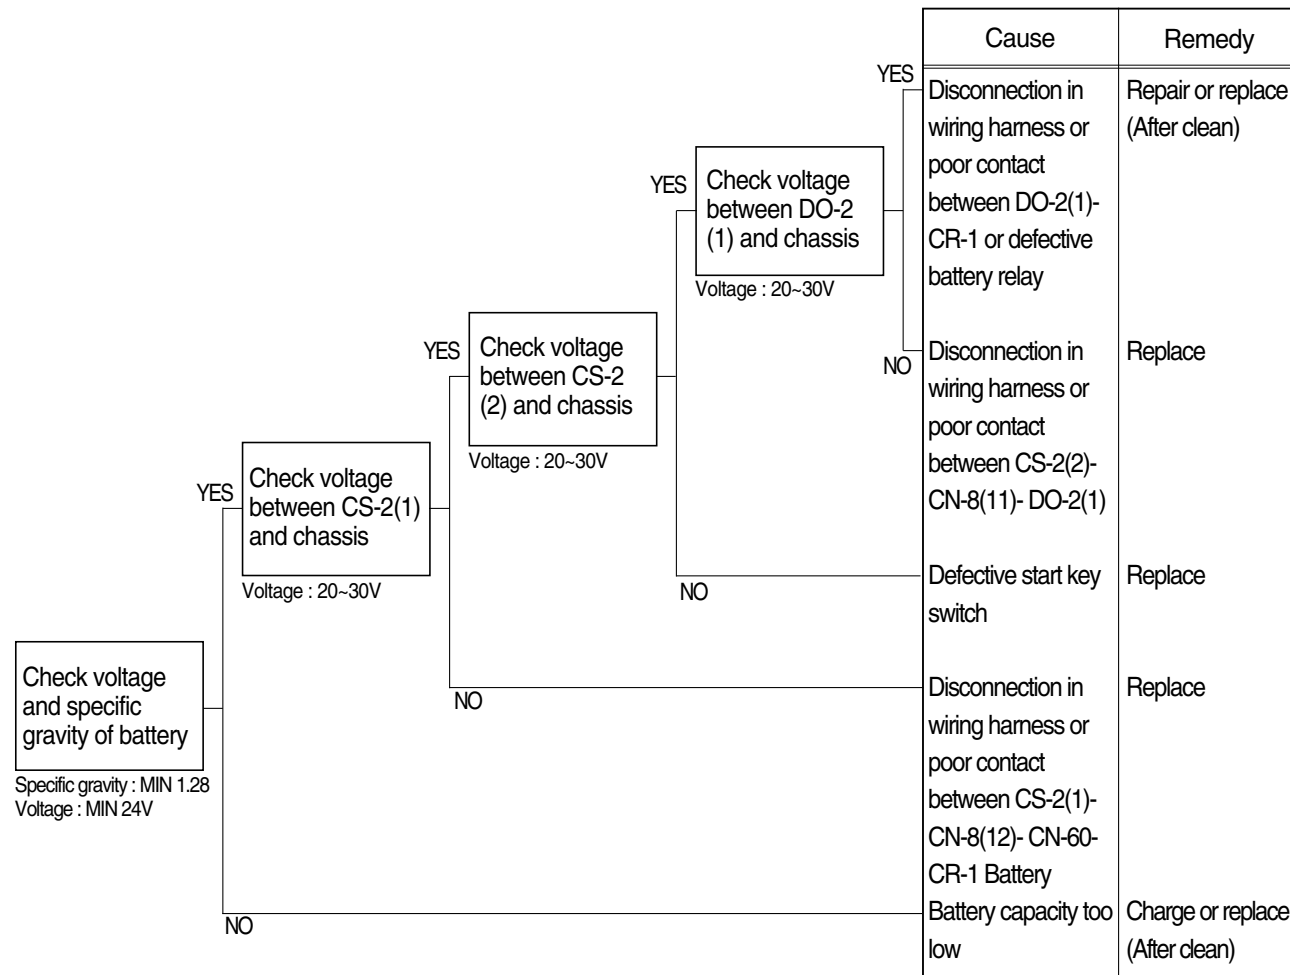 Cause
Remedy
YES
Disconnection in
wiring harness or
poor contact
between DO-2(1)-
CR-1 or defective
battery relay
Repair or replace
(After clean)
YES
Check voltage
between DO-2
(1) and chassis
Voltage : 20~30V
NO
Disconnection in
wiring harness or
poor contact
between CS-2(2)-
CN-8(11)- DO-2(1)
Replace
YES
Check voltage
between CS-2
(2) and chassis
Voltage : 20~30V
NO
Defective start key
switch
Replace
YES
Check voltage
between CS-2(1)
and chassis
Voltage : 20~30V
NO
Disconnection in
wiring harness or
poor contact
between CS-2(1)-
CN-8(12)- CN-60-
CR-1 Battery
Replace
Check voltage
and specific
gravity of battery
Specific gravity : MIN 1.28
Voltage : MIN 24V
NO
Battery capacity too
low
Charge or replace
(After clean)